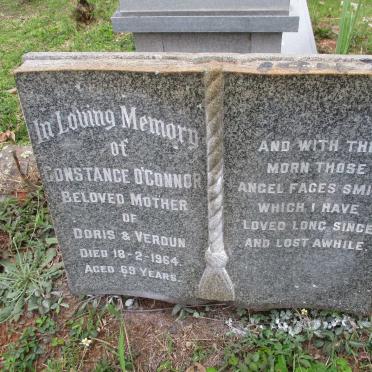 In Loving Memory
of
CONSTANCE O'CONNOR
BELOVED MOTHER
OF
DORIS & VERDUN
DIED 18-2-1964.
AGED 69 YEARS.
AND WITH THE
MORN THOSE
ANGEL FACES SMI
WHICH I HAVE
LOVED LONG SINCE
AND LOST AWHILE.